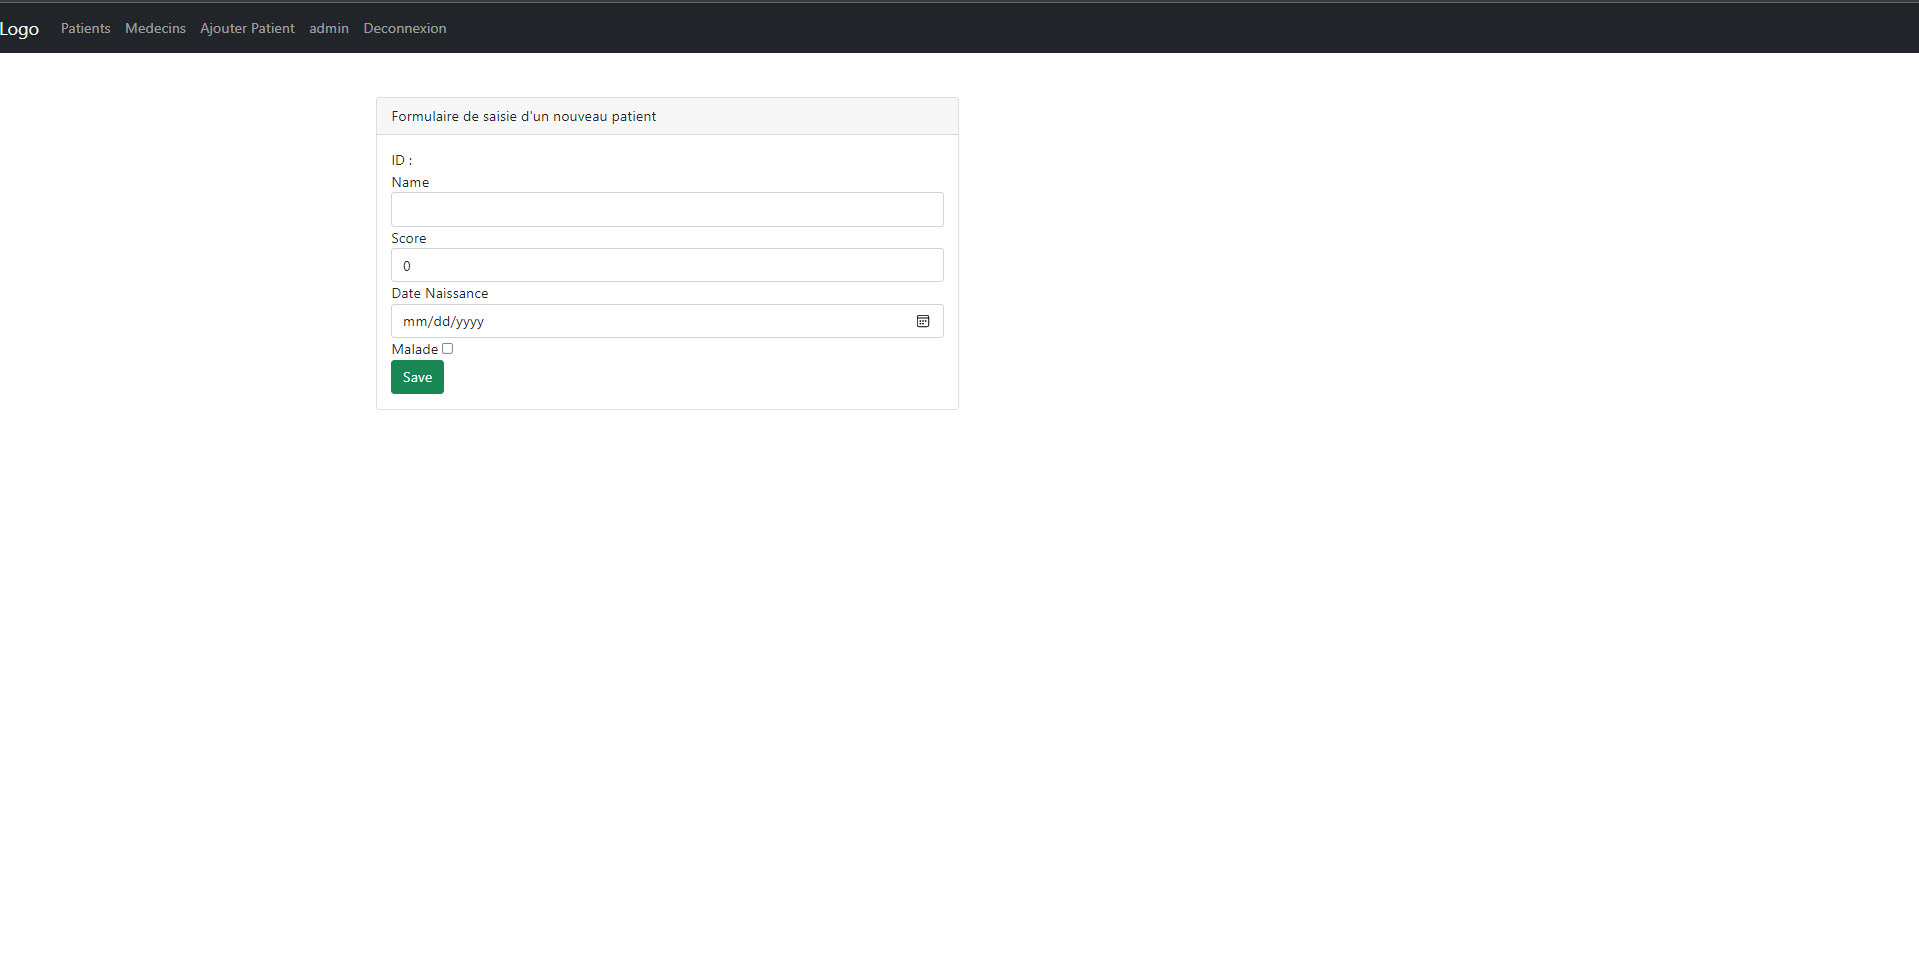 Logo Patients Medecins Ajouter Patient admin Deconnexion
Formulaire de saisie d'un nouveau patient
ID :
Name
Score
0
Date Naissance
mm/dd/yyyy
Malade
Save